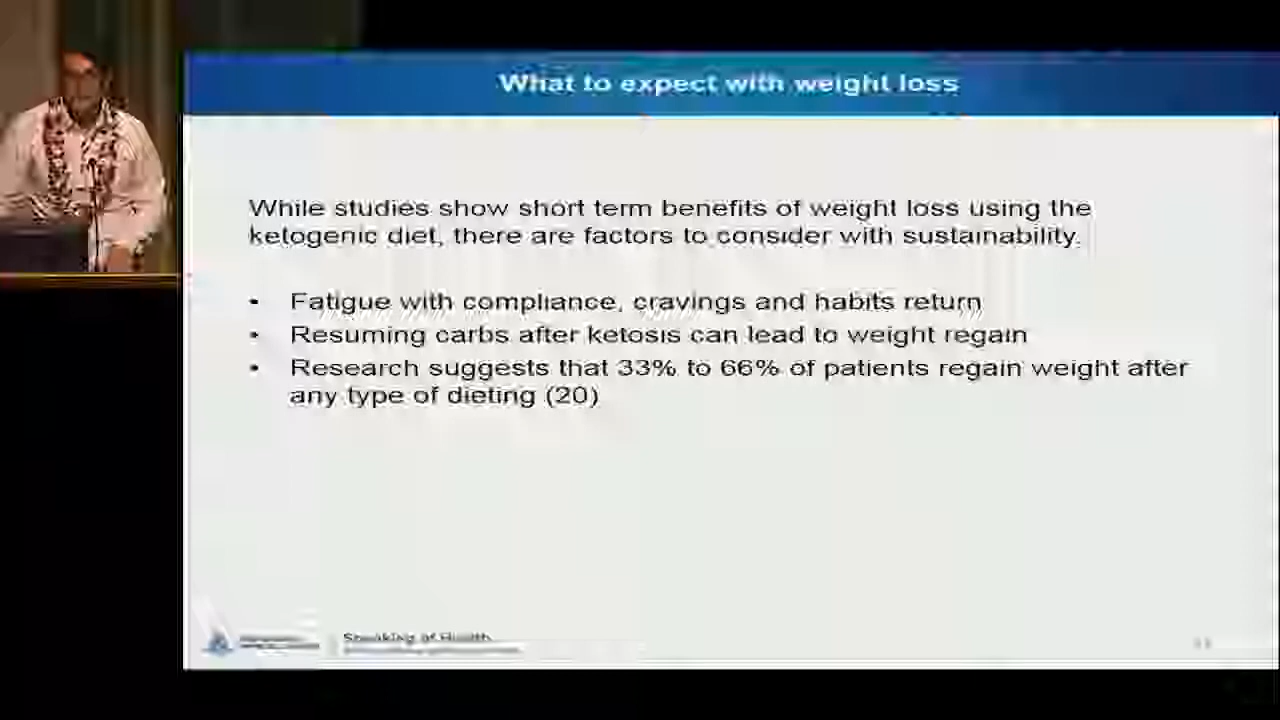 What to expect with weight loss
While studies show short term benefits of weight loss using the
ketogenic diet, there are factors to consider with sustainability.
• Fatigue with compliance, cravings and habits return
• Resuming carbs after ketosis can lead to weight regain
• Research suggests that 33% to 66% of patients regain weight after
any type of dieting (20)
Speaking of Health